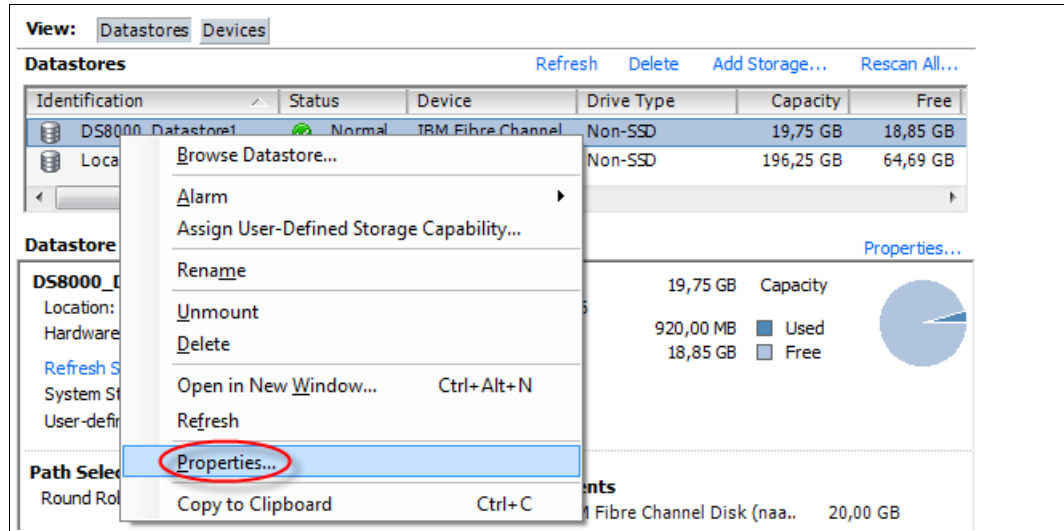 View: Datastores Devices
Datastores Refresh Delete Add Storage... Rescan All...
Identification Status Device Drive Type Capacity Free
DS8000_Datastore1 Normal IBM Fibre Channel Non-SSD 19,75 GB 18,85 GB
Loca Non-SSD 196,25 GB 64,69 GB
Browse Datastore...
Alarm
Assign User-Defined Storage Capability...
Rename
Unmount
Delete
Open in New Window... Ctrl+Alt+N
Refresh
Properties...
Copy to Clipboard Ctrl+C
Datastore Properties...
DS8000_D 19,75 GB Capacity
Location:
Hardware 920,00 MB Used
18,85 GB Free
Refresh S
System St
User-defin
Path Selec
Round Rob
ents
Fibre Channel Disk (naa.. 20,00 GB